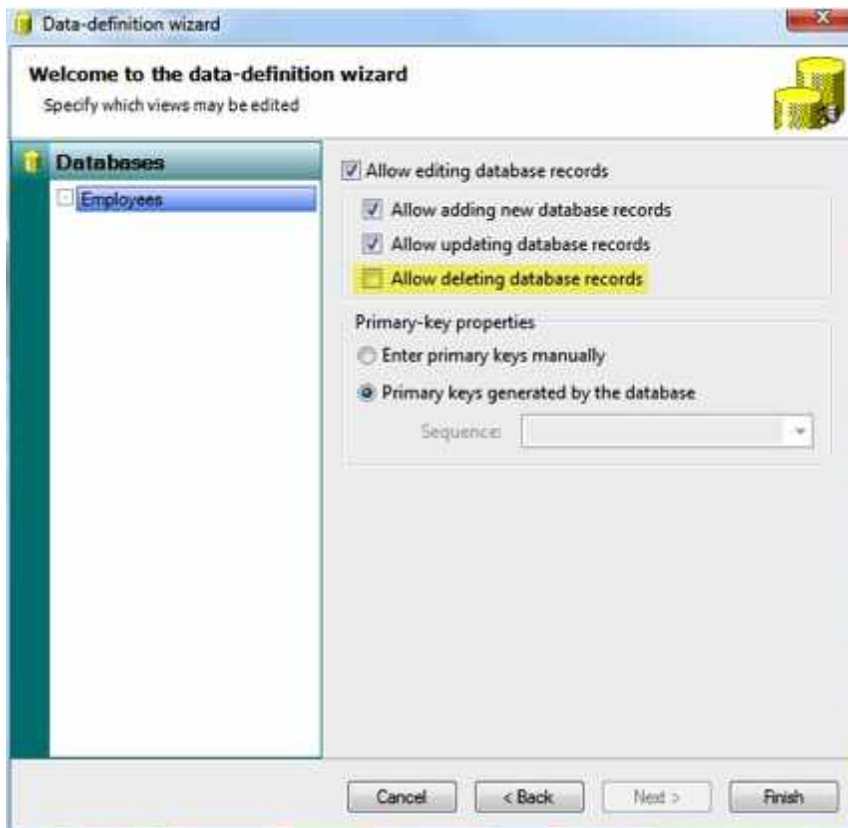 Data-definition wizard
Welcome to the data-definition wizard
Specify which views may be edited
Databases
Employees
Allow editing database records
Allow adding new database records
Allow updating database records
Allow deleting database records
Primary-key properties
Enter primary keys manually
Primary keys generated by the database
Sequence:
Cancel
< Back
Next >
Finish